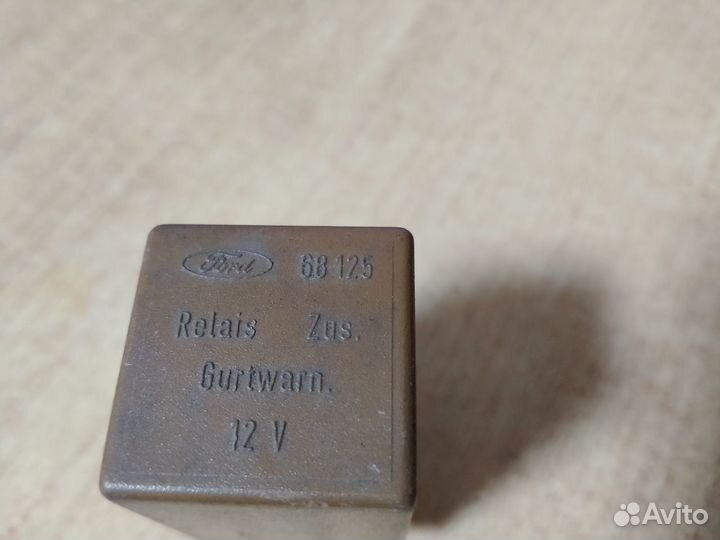 Ford 68 125
Relais Zus.
Gurtwarn.
12 V
Avito